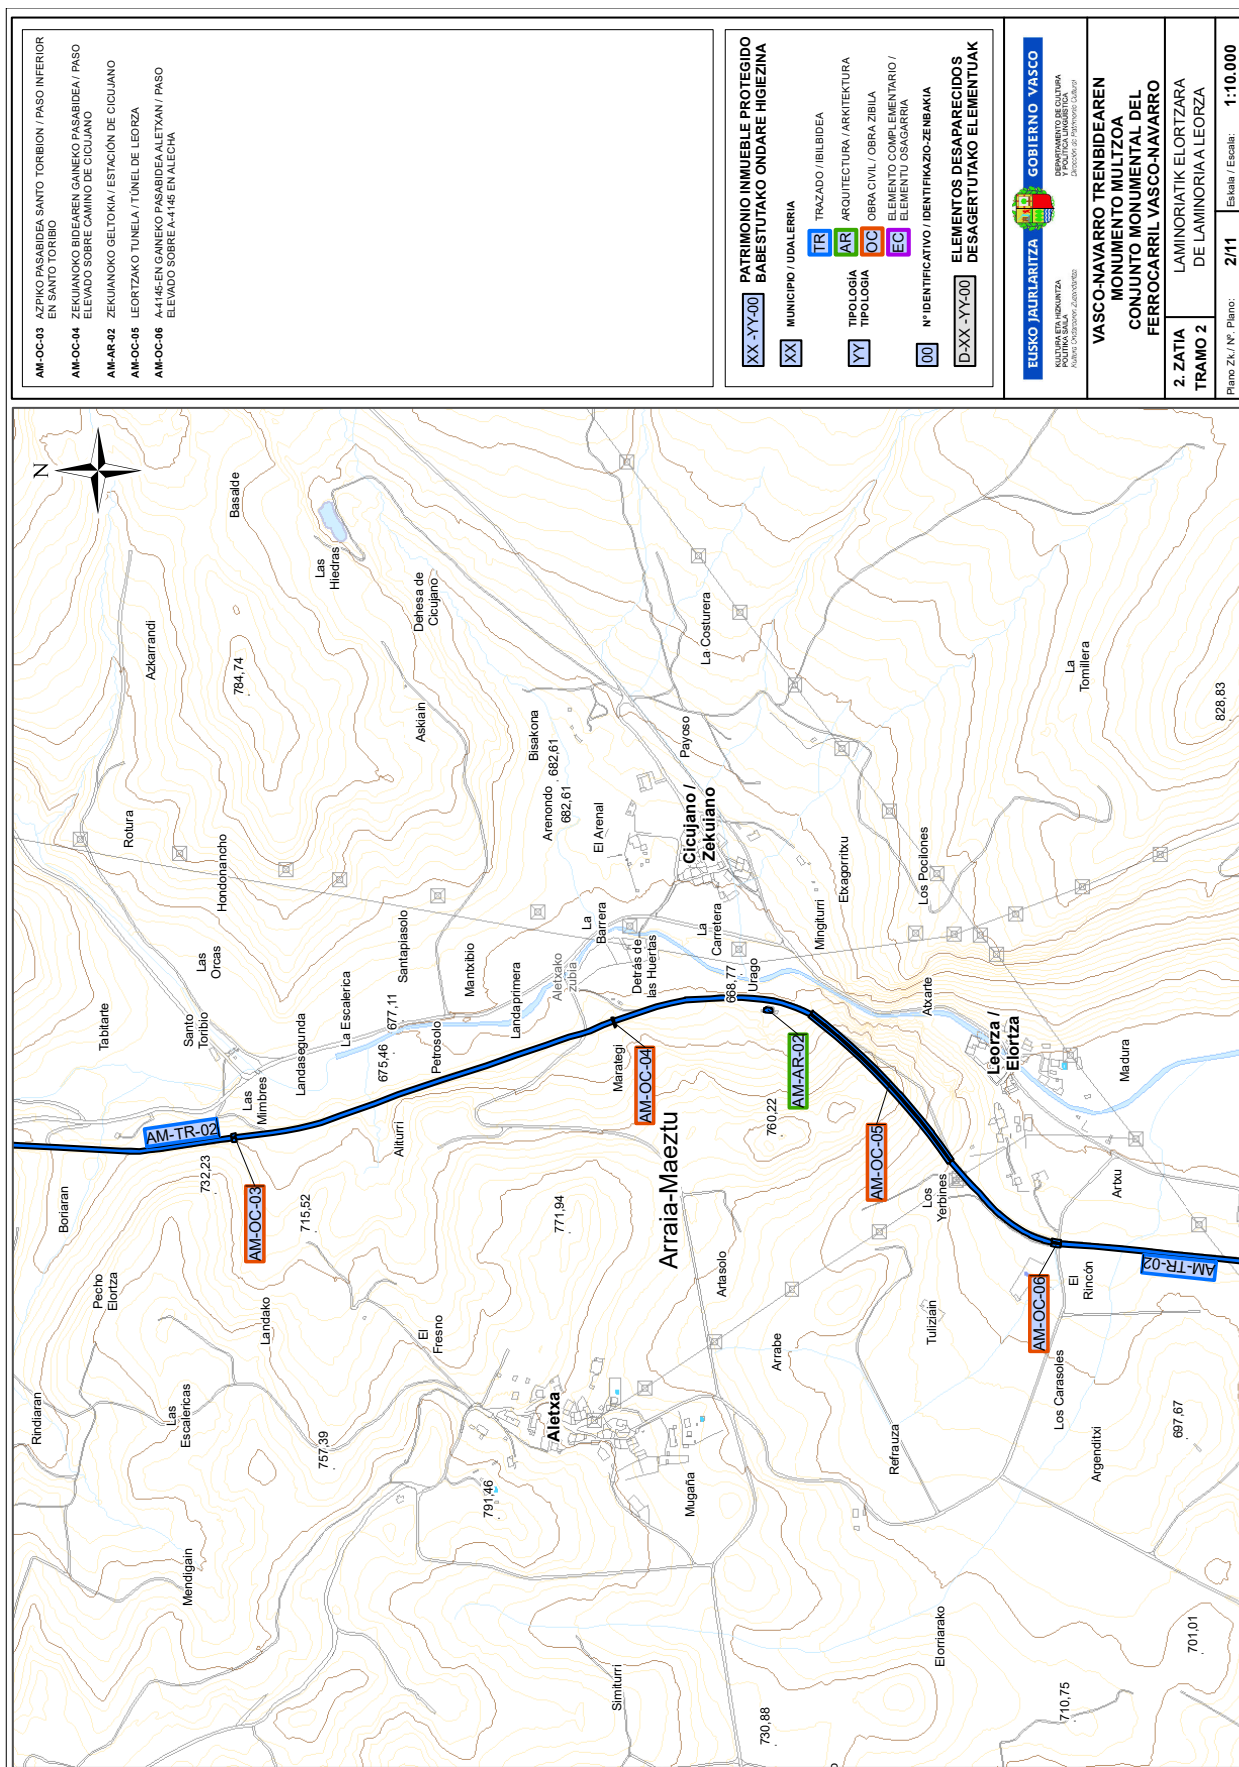 AM-OC-03 AZPIKO PASABIDEA SANTO TORIBION / PASO INFERIOR
EN SANTO TORIBIO
AM-OC-04 ZEKUIANOKO BIDEAREN GAINEKO PASABIDEA / PASO
ELEVADO SOBRE CAMINO DE CICUJANO
AM-AR-02 ZEKUIANOKO GELTOKIA / ESTACIÓN DE CICUJANO
AM-OC-05 LEORTZAKO TUNELA / TÚNEL DE LEORZA
AM-OC-06 A-4145-EN GAINEKO PASABIDEA ALETXAN / PASO
ELEVADO SOBRE A-4145 EN ALECHA
XX -YY-00 PATRIMONIO INMUEBLE PROTEGIDO
BABESTUTAKO ONDARE HIGIEZINA
XX MUNICIPIO / UDALERRIA
YY TIPOLOGÍA
TIPOLOGIA
TR TRAZADO / IBILBIDEA
AR ARQUITECTURA / ARKITEKTURA
OC OBRA CIVIL / OBRA ZIBILA
EC ELEMENTO COMPLEMENTARIO /
ELEMENTU OSAGARRIA
00 Nº IDENTIFICATIVO / IDENTIFIKAZIO-ZENBAKIA
D-XX -YY-00 ELEMENTOS DESAPARECIDOS
DESAGERTUTAKO ELEMENTUAK
EUSKO JAURLARITZA GOBIERNO VASCO
KULTURA ETA HIZKUNTZA
POLITIKA SAILA
Kultura Ondarearen Zuzendaritza
DEPARTAMENTO DE CULTURA
Y POLÍTICA LINGÜÍSTICA
Dirección de Patrimonio Cultural
VASCO-NAVARRO TRENBIDEAREN
MONUMENTO MULTZOA
CONJUNTO MONUMENTAL DEL
FERROCARRIL VASCO-NAVARRO
2. ZATIA
TRAMO 2
LAMINORIATIK ELORTZARA
DE LAMINORIA A LEORZA
Plano Zk./ Nº. Plano: 2/11
Eskala / Escala: 1:10.000
N
Basalde
Las
Hiedras
Dehesa de
Cicujano
Azkarrandi
784,74
Askiain
La Costurera
La
Tomillera
828,83
Rotura
Hondonancho
Bisakona
682,61
Arenondo
682,61
El Arenal
Payoso
Cicujano /
Zekuiano
Etxagorritxu
Los Pocilones
Las
Orcas
Santapiasolo
Mantxibio
La
Barrera
Detrás de
las Huertas
La
Carretera
Mingiturri
Tabitarte
Santo
Toribio
La Escalerica
677,11
Landaprimera
Aletxako
zubia
668,77
Urago
Atxarte
Las
Mimbres
Landasegunda
675,46
Petrosolo
Marategi
AM-OC-04
AM-AR-02
Leorza /
Elortza
Madura
Boriaran
AM-TR-02
732,23
AM-OC-03
715,52
Aliturri
771,94
Arraia-Maeztu
760,22
AM-OC-05
Los
Yerbines
Artxu
Pecho
Elortza
Landako
El
Fresno
Artasolo
Arrabe
Tuliziain
AM-OC-06
El
Rincón
AM-TR-02
Rindiaran
Las
Escalericas
757,39
Aletxa
791,46
Mugaña
Refrauza
Los Carasoles
Argenditxi
697,67
Mendigain
Simiturri
730,88
Elorriarako
710,75
701,01